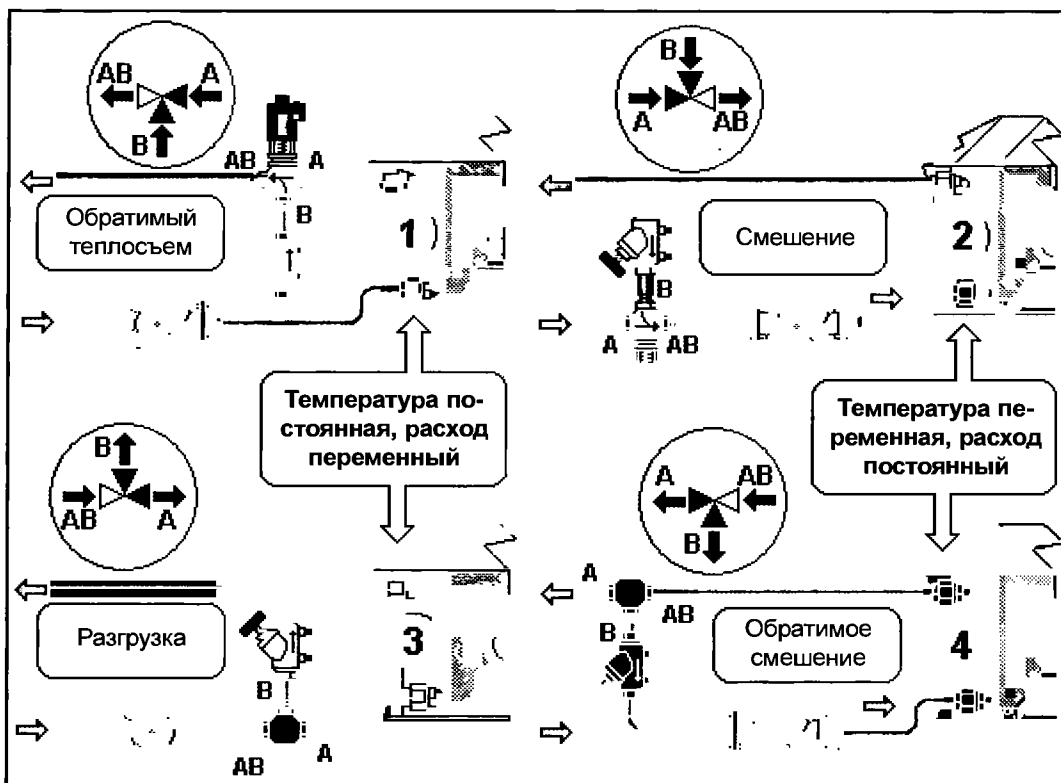 AB
A
B
AB
A
B
Обратимый
теплосъем
1)
B
A
AB
B
A
AB
Смешение
2)
Температура по-
стоянная, расход
переменный
Температура пе-
ременная, расход
постоянный
B
AB
A
Разгрузка
B
AB
A
3
A
AB
B
A
AB
B
Обратимое
смешение
4